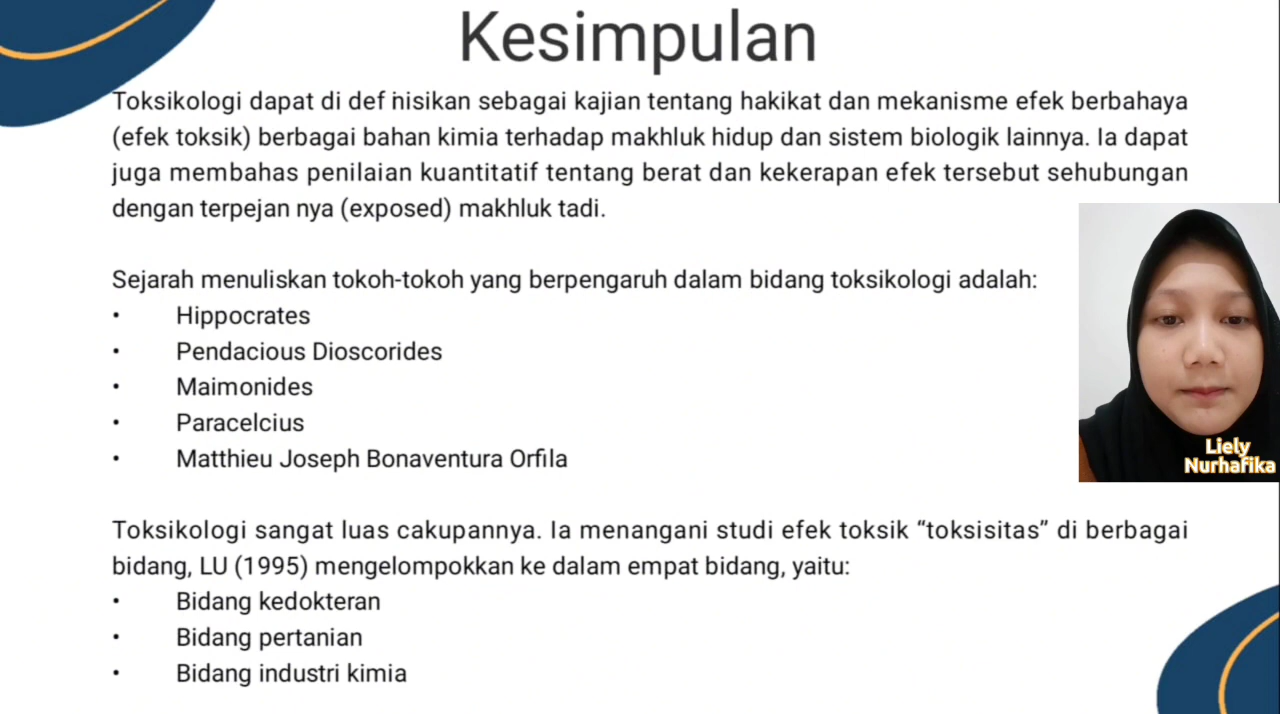 Kesimpulan
Toksikologi dapat di def nisikan sebagai kajian tentang hakikat dan mekanisme efek berbahaya
(efek toksik) berbagai bahan kimia terhadap makhluk hidup dan sistem biologik lainnya. Ia dapat
juga membahas penilaian kuantitatif tentang berat dan kekerapan efek tersebut sehubungan
dengan terpejan nya (exposed) makhluk tadi.
Sejarah menuliskan tokoh-tokoh yang berpengaruh dalam bidang toksikologi adalah:
• Hippocrates
• Pendacious Dioscorides
• Maimonides
• Paracelcius
• Matthieu Joseph Bonaventura Orfila
Liely
Nurhafika
Toksikologi sangat luas cakupannya. Ia menangani studi efek toksik “toksisitas” di berbagai
bidang, LU (1995) mengelompokkan ke dalam empat bidang, yaitu:
• Bidang kedokteran
• Bidang pertanian
• Bidang industri kimia